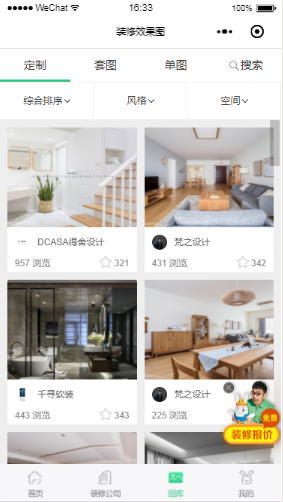 WeChat 16:33 100%
装修效果图
定制 套图 单图 搜索
综合排序 风格 空间
DCASA得舍设计 梵之设计
957 浏览 321 431 浏览 342
千寻软装 梵之设计
443 浏览 343 225 浏览
免费
装修报价
首页 装修公司 图库 我的